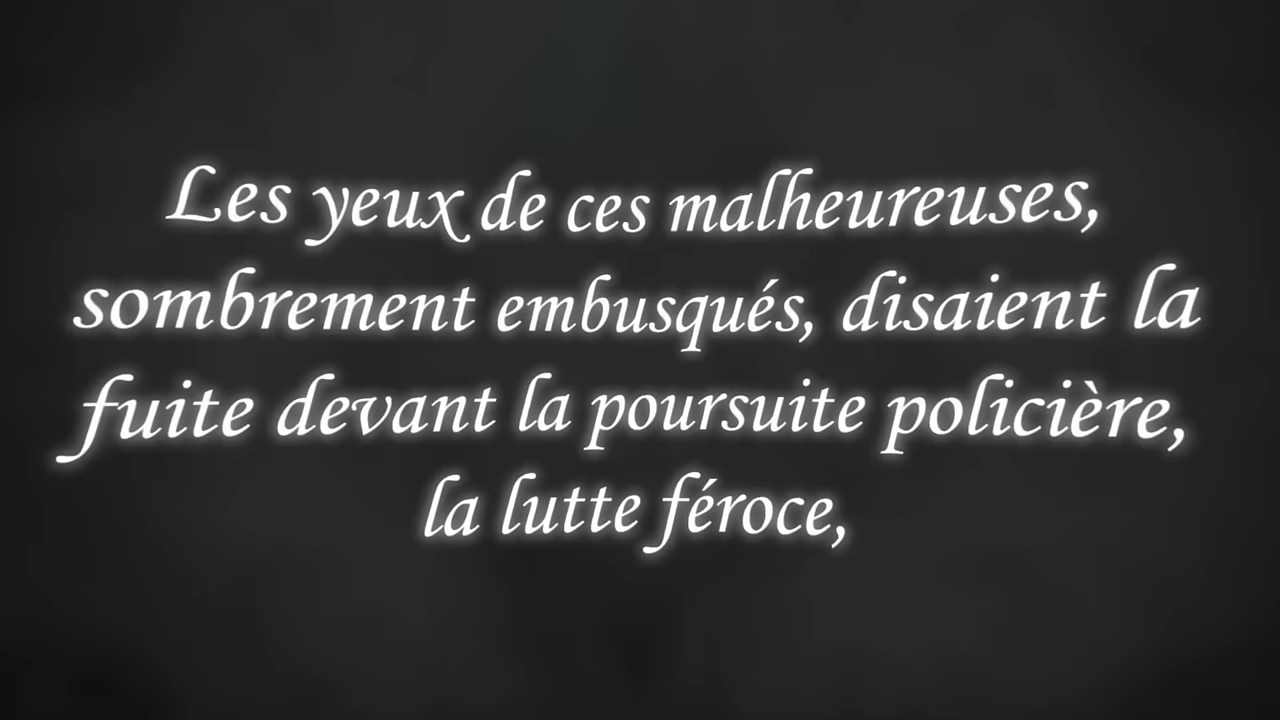 Les yeux de ces malheureuses,
sombrement embusqués, disaient la
fuite devant la poursuite policière,
la lutte féroce,